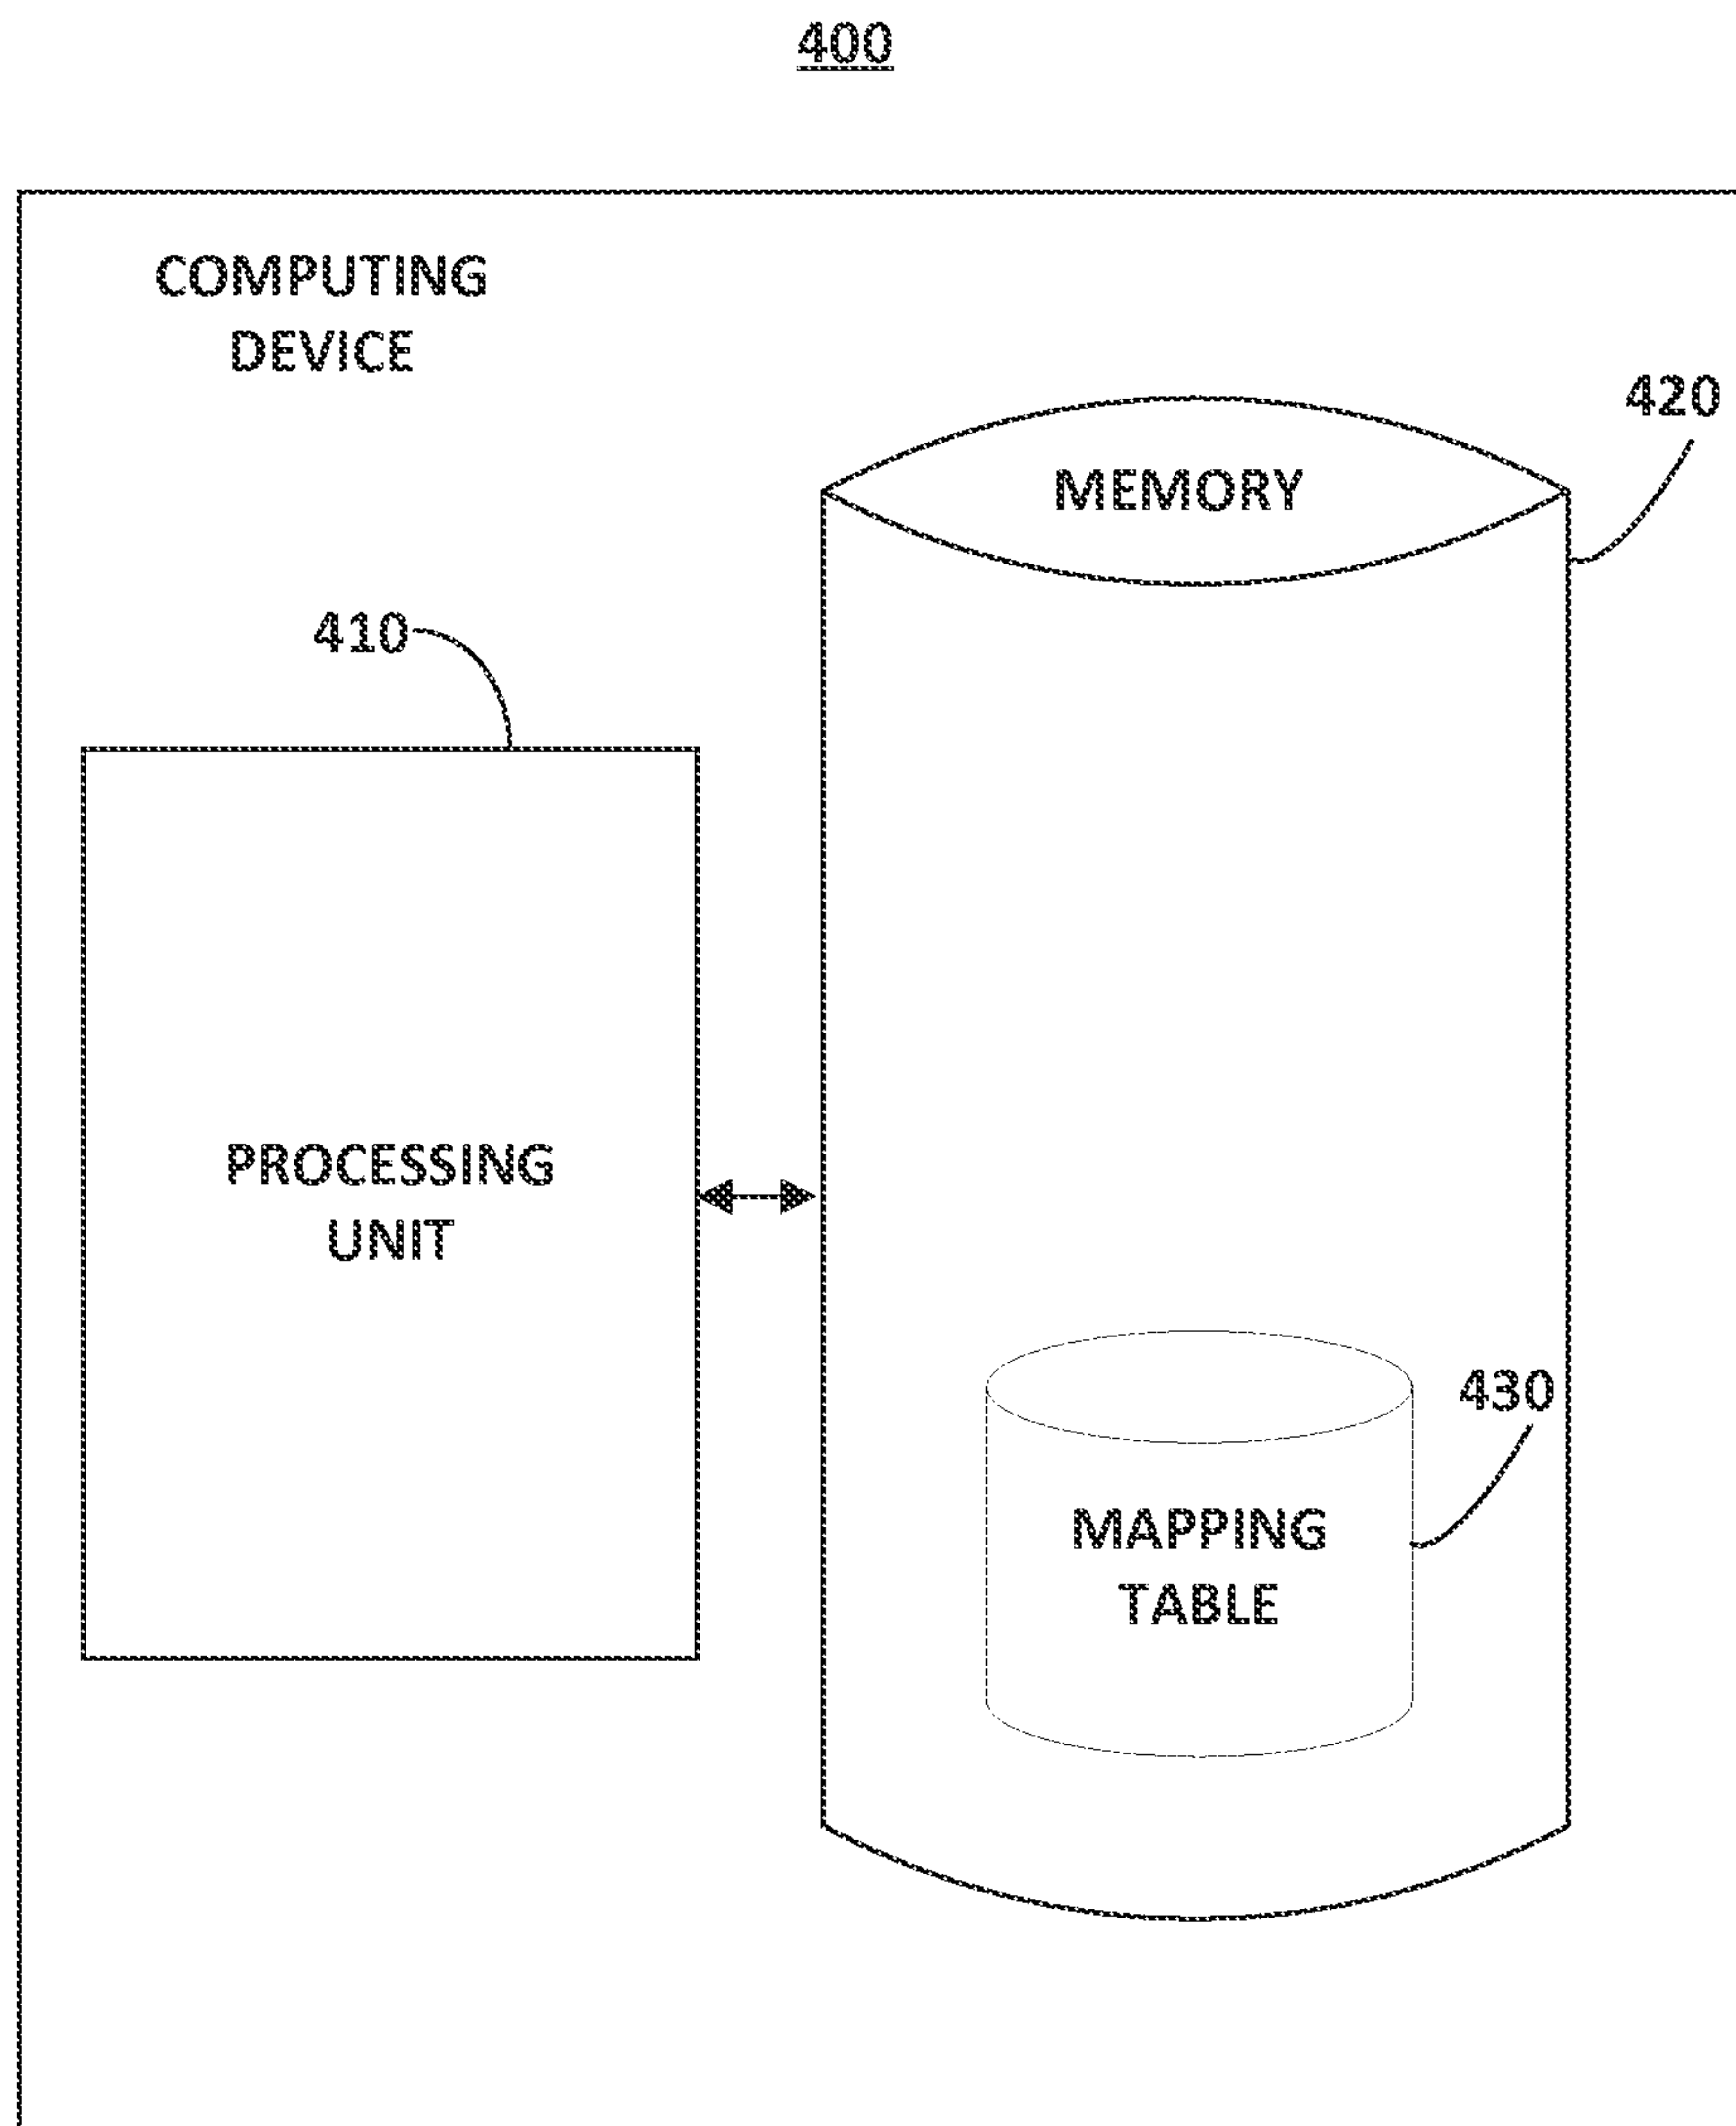 400
COMPUTING
DEVICE
420
MEMORY
410
PROCESSING
UNIT
430
MAPPING
TABLE